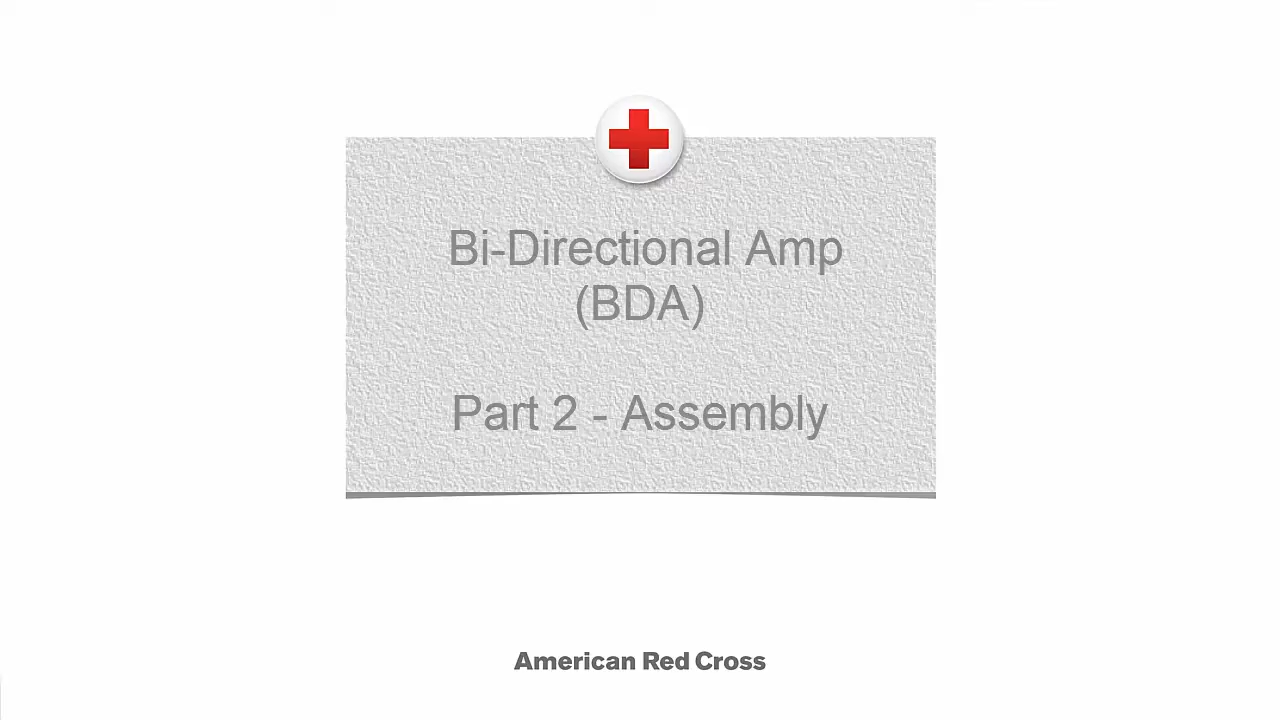 Bi-Directional Amp
(BDA)
Part 2 - Assembly
American Red Cross